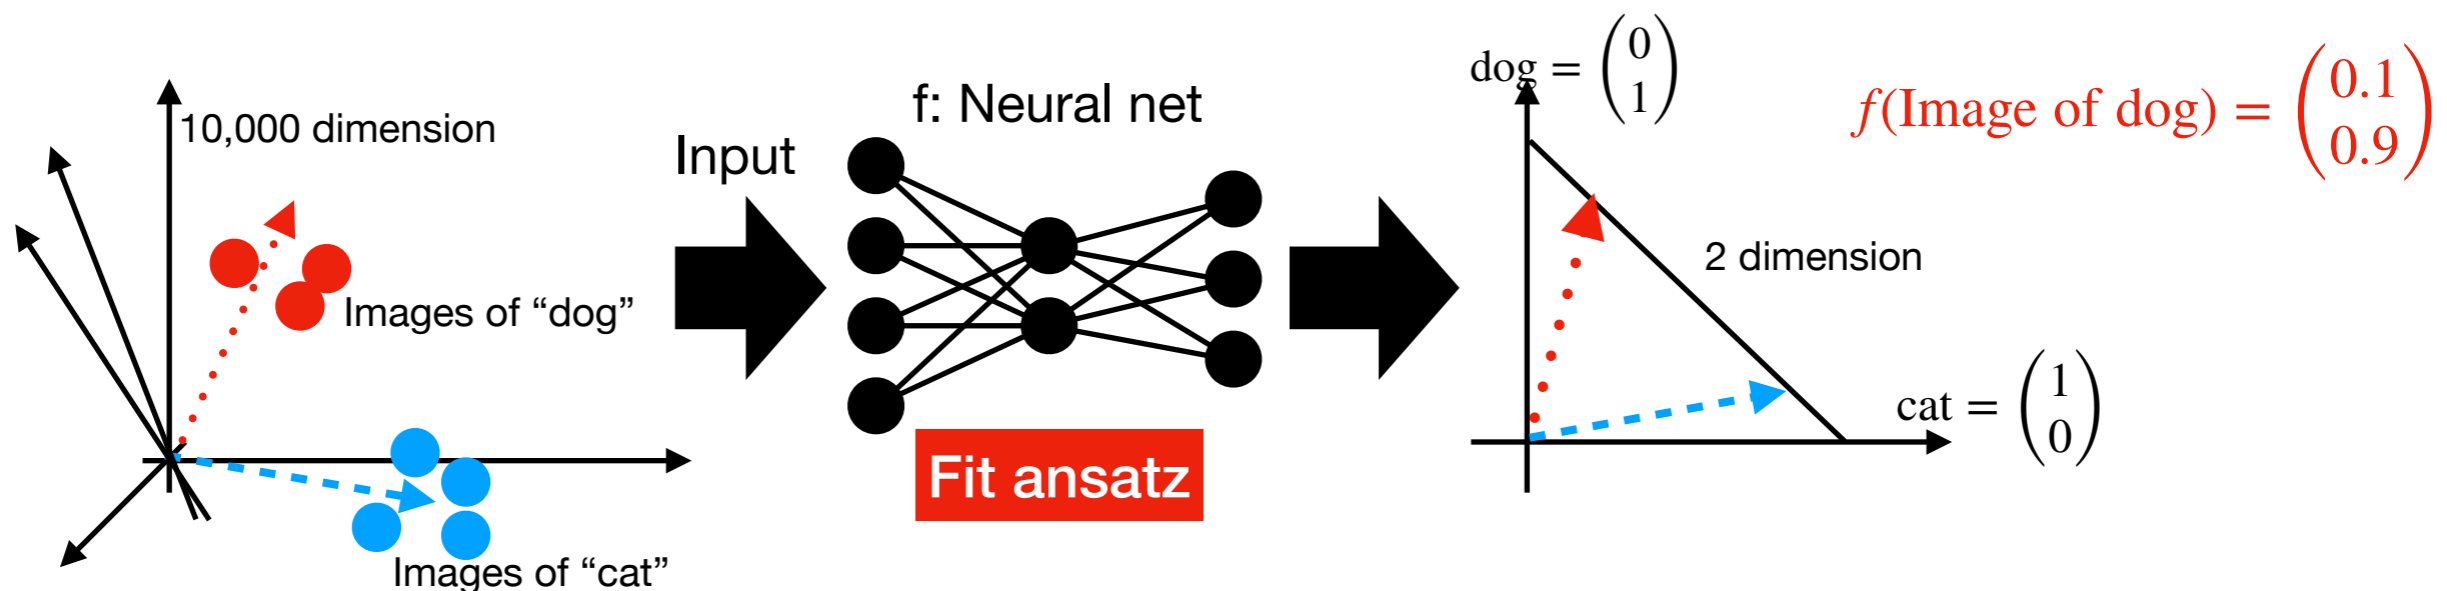 10,000 dimension
Images of “dog”
Images of “cat”
Input
f: Neural net
Fit ansatz
dog = (0 1)
2 dimension
cat = (1 0)
f(Image of dog) = (0.1 0.9)